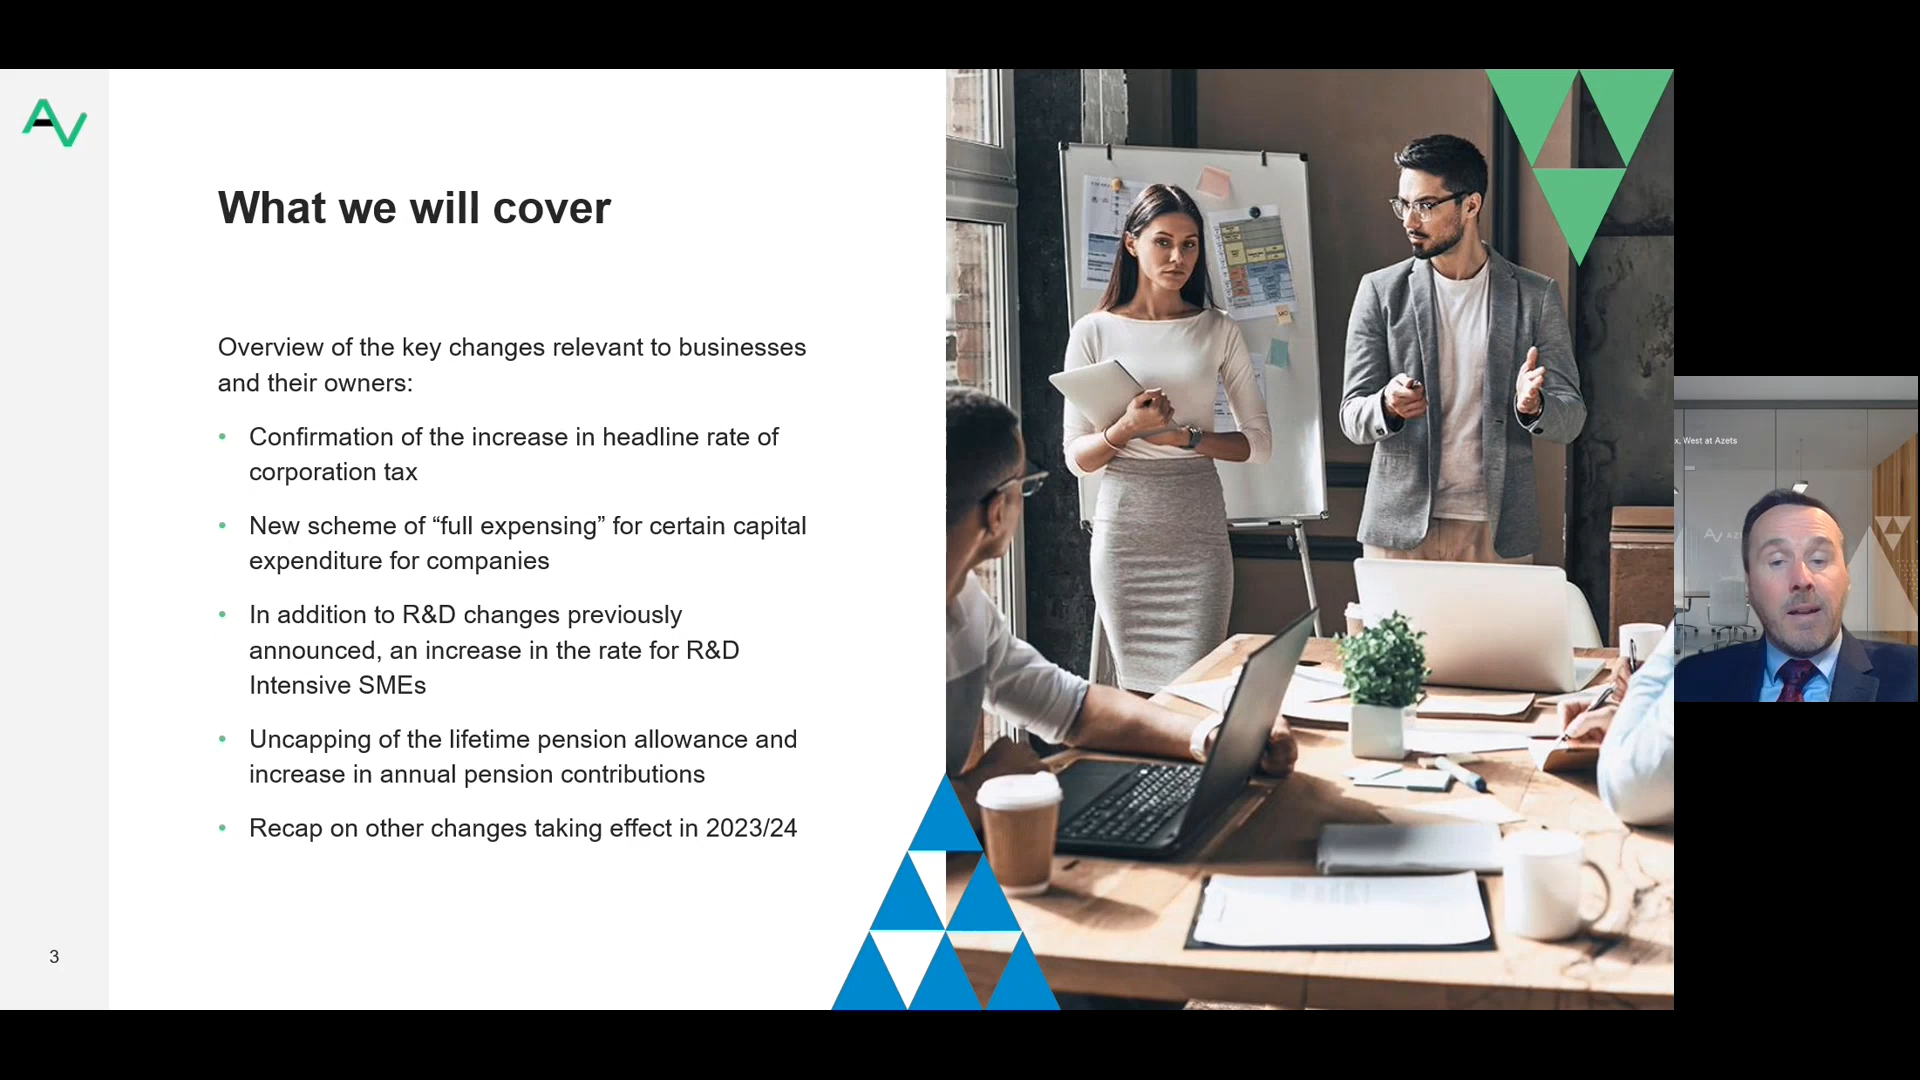 What we will cover
Overview of the key changes relevant to businesses
and their owners:
• Confirmation of the increase in headline rate of
corporation tax
• New scheme of “full expensing” for certain capital
expenditure for companies
• In addition to R&D changes previously
announced, an increase in the rate for R&D
Intensive SMEs
• Uncapping of the lifetime pension allowance and
increase in annual pension contributions
• Recap on other changes taking effect in 2023/24
3
x, West at Azets